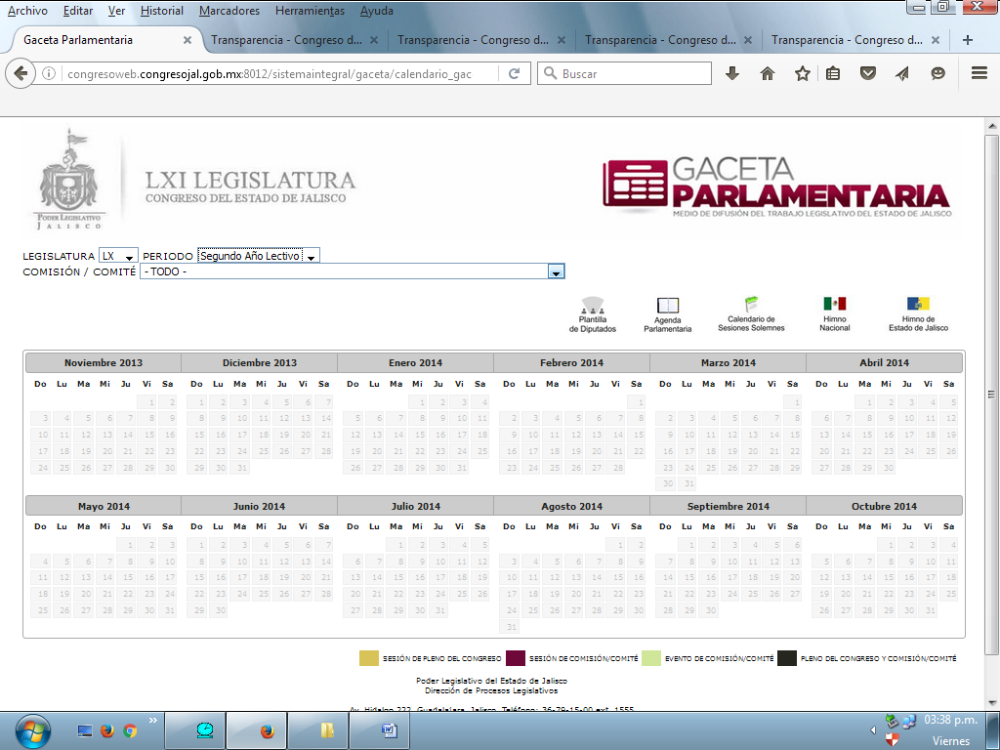 Archivo Editar Ver Historial Marcadores Herramientas Ayuda
Gaceta Parlamentaria × Transparencia - Congreso d... × Transparencia - Congreso d... × Transparencia - Congreso d... × Transparencia - Congreso d... × +
congresoweb.congresojal.gob.mx:8012/sistemaintegral/gaceta/calendario_gac Buscar
PODER LEGISLATIVO
JALISCO
LXI LEGISLATURA
CONGRESO DEL ESTADO DE JALISCO
GACETA
PARLAMENTARIA
MEDIO DE DIFUSIÓN DEL TRABAJO LEGISLATIVO DEL ESTADO DE JALISCO
LEGISLATURA LX PERIODO Segundo Año Lectivo
COMISIÓN / COMITÉ - TODO -
Plantilla de Diputados
Agenda Parlamentaria
Calendario de Sesiones Solemnes
Himno Nacional
Himno de Estado de Jalisco
Noviembre 2013 Diciembre 2013 Enero 2014 Febrero 2014 Marzo 2014 Abril 2014
Do Lu Ma Mi Ju Vi Sa Do Lu Ma Mi Ju Vi Sa Do Lu Ma Mi Ju Vi Sa Do Lu Ma Mi Ju Vi Sa Do Lu Ma Mi Ju Vi Sa Do Lu Ma Mi Ju Vi Sa
1 2 1 2 3 4 5 6 7 1 2 3 4 1 1 1 2 3 4 5
3 4 5 6 7 8 9 8 9 10 11 12 13 14 5 6 7 8 9 10 11 2 3 4 5 6 7 8 2 3 4 5 6 7 8 6 7 8 9 10 11 12
10 11 12 13 14 15 16 15 16 17 18 19 20 21 12 13 14 15 16 17 18 9 10 11 12 13 14 15 9 10 11 12 13 14 15 13 14 15 16 17 18 19
17 18 19 20 21 22 23 22 23 24 25 26 27 28 19 20 21 22 23 24 25 16 17 18 19 20 21 22 16 17 18 19 20 21 22 20 21 22 23 24 25 26
24 25 26 27 28 29 30 29 30 31 26 27 28 29 30 31 23 24 25 26 27 28 23 24 25 26 27 28 29 27 28 29 30
30 31
Mayo 2014 Junio 2014 Julio 2014 Agosto 2014 Septiembre 2014 Octubre 2014
Do Lu Ma Mi Ju Vi Sa Do Lu Ma Mi Ju Vi Sa Do Lu Ma Mi Ju Vi Sa Do Lu Ma Mi Ju Vi Sa Do Lu Ma Mi Ju Vi Sa Do Lu Ma Mi Ju Vi Sa
1 2 3 1 2 3 4 5 6 7 1 2 3 4 5 1 2 1 2 3 4 5 6 1 2 3 4
4 5 6 7 8 9 10 8 9 10 11 12 13 14 6 7 8 9 10 11 12 3 4 5 6 7 8 9 7 8 9 10 11 12 13 5 6 7 8 9 10 11
11 12 13 14 15 16 17 15 16 17 18 19 20 21 13 14 15 16 17 18 19 10 11 12 13 14 15 16 14 15 16 17 18 19 20 12 13 14 15 16 17 18
18 19 20 21 22 23 24 22 23 24 25 26 27 28 20 21 22 23 24 25 26 17 18 19 20 21 22 23 21 22 23 24 25 26 27 19 20 21 22 23 24 25
25 26 27 28 29 30 31 29 30 27 28 29 30 31 24 25 26 27 28 29 30 28 29 30 26 27 28 29 30 31
31
SESIÓN DE PLENO DEL CONGRESO SESIÓN DE COMISIÓN/COMITÉ EVENTO DE COMISIÓN/COMITÉ PLENO DEL CONGRESO Y COMISIÓN/COMITÉ
Poder Legislativo del Estado de Jalisco
Dirección de Procesos Legislativos
Av. Hidalgo 222, Guadalajara, Jalisco. Teléfono: 36-79-15-00 ext. 1555
03:38 p.m.
Viernes